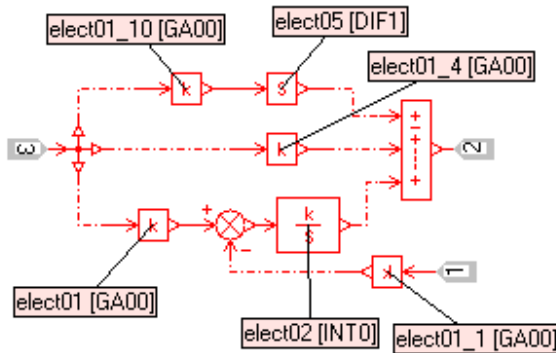 elect01_10 [GA00]
elect05 [DIF1]
elect01_4 [GA00]
k
s
k
3
2
k
+
−
k
s
k
1
+
+
+
elect01 [GA00]
elect02 [INT0]
elect01_1 [GA00]